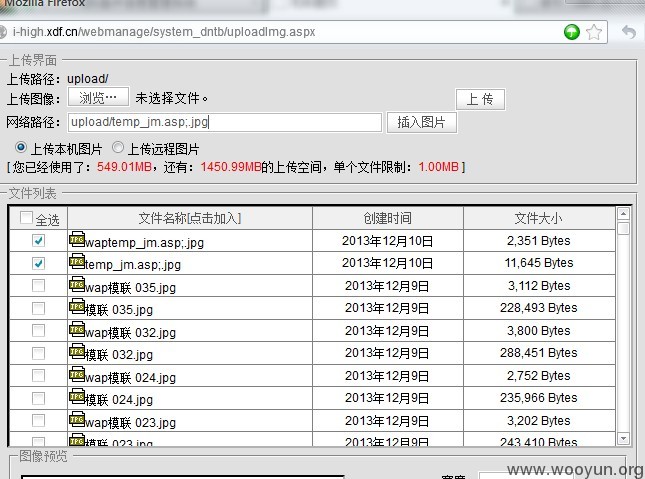 Mozilla Firefox
i-high.xdf.cn/webmanage/system_dntb/uploadImg.aspx
上传界面
上传路径：upload/
上传图像： 浏览… 未选择文件。 上 传
网络路径： upload/temp_jm.asp;.jpg 插入图片
上传本机图片 上传远程图片
[ 您已经使用了：549.01MB，还有：1450.99MB的上传空间，单个文件限制：1.00MB ]
文件列表
全选 文件名称[点击加入] 创建时间 文件大小
JPG waptemp_jm.asp;.jpg 2013年12月10日 2,351 Bytes
JPG temp_jm.asp;.jpg 2013年12月10日 11,645 Bytes
JPG wap模联 035.jpg 2013年12月9日 3,112 Bytes
JPG 模联 035.jpg 2013年12月9日 228,493 Bytes
JPG wap模联 032.jpg 2013年12月9日 3,800 Bytes
JPG 模联 032.jpg 2013年12月9日 288,451 Bytes
JPG wap模联 024.jpg 2013年12月9日 2,752 Bytes
JPG 模联 024.jpg 2013年12月9日 235,966 Bytes
JPG wap模联 023.jpg 2013年12月9日 3,202 Bytes
JPG 模联 023.jpg 2013年12月9日 243,410 Bytes
图像预览
宽度：
www.wooyun.org